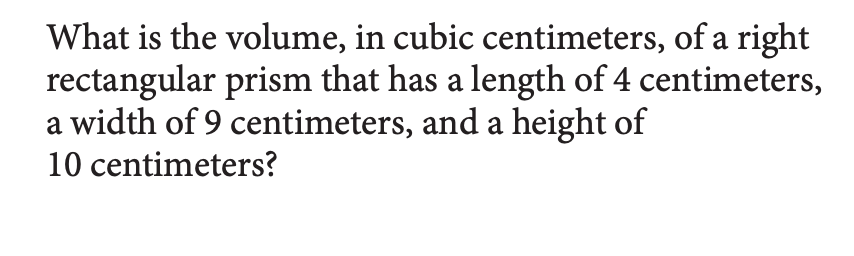 What is the volume, in cubic centimeters, of a right
rectangular prism that has a length of 4 centimeters,
a width of 9 centimeters, and a height of
10 centimeters?